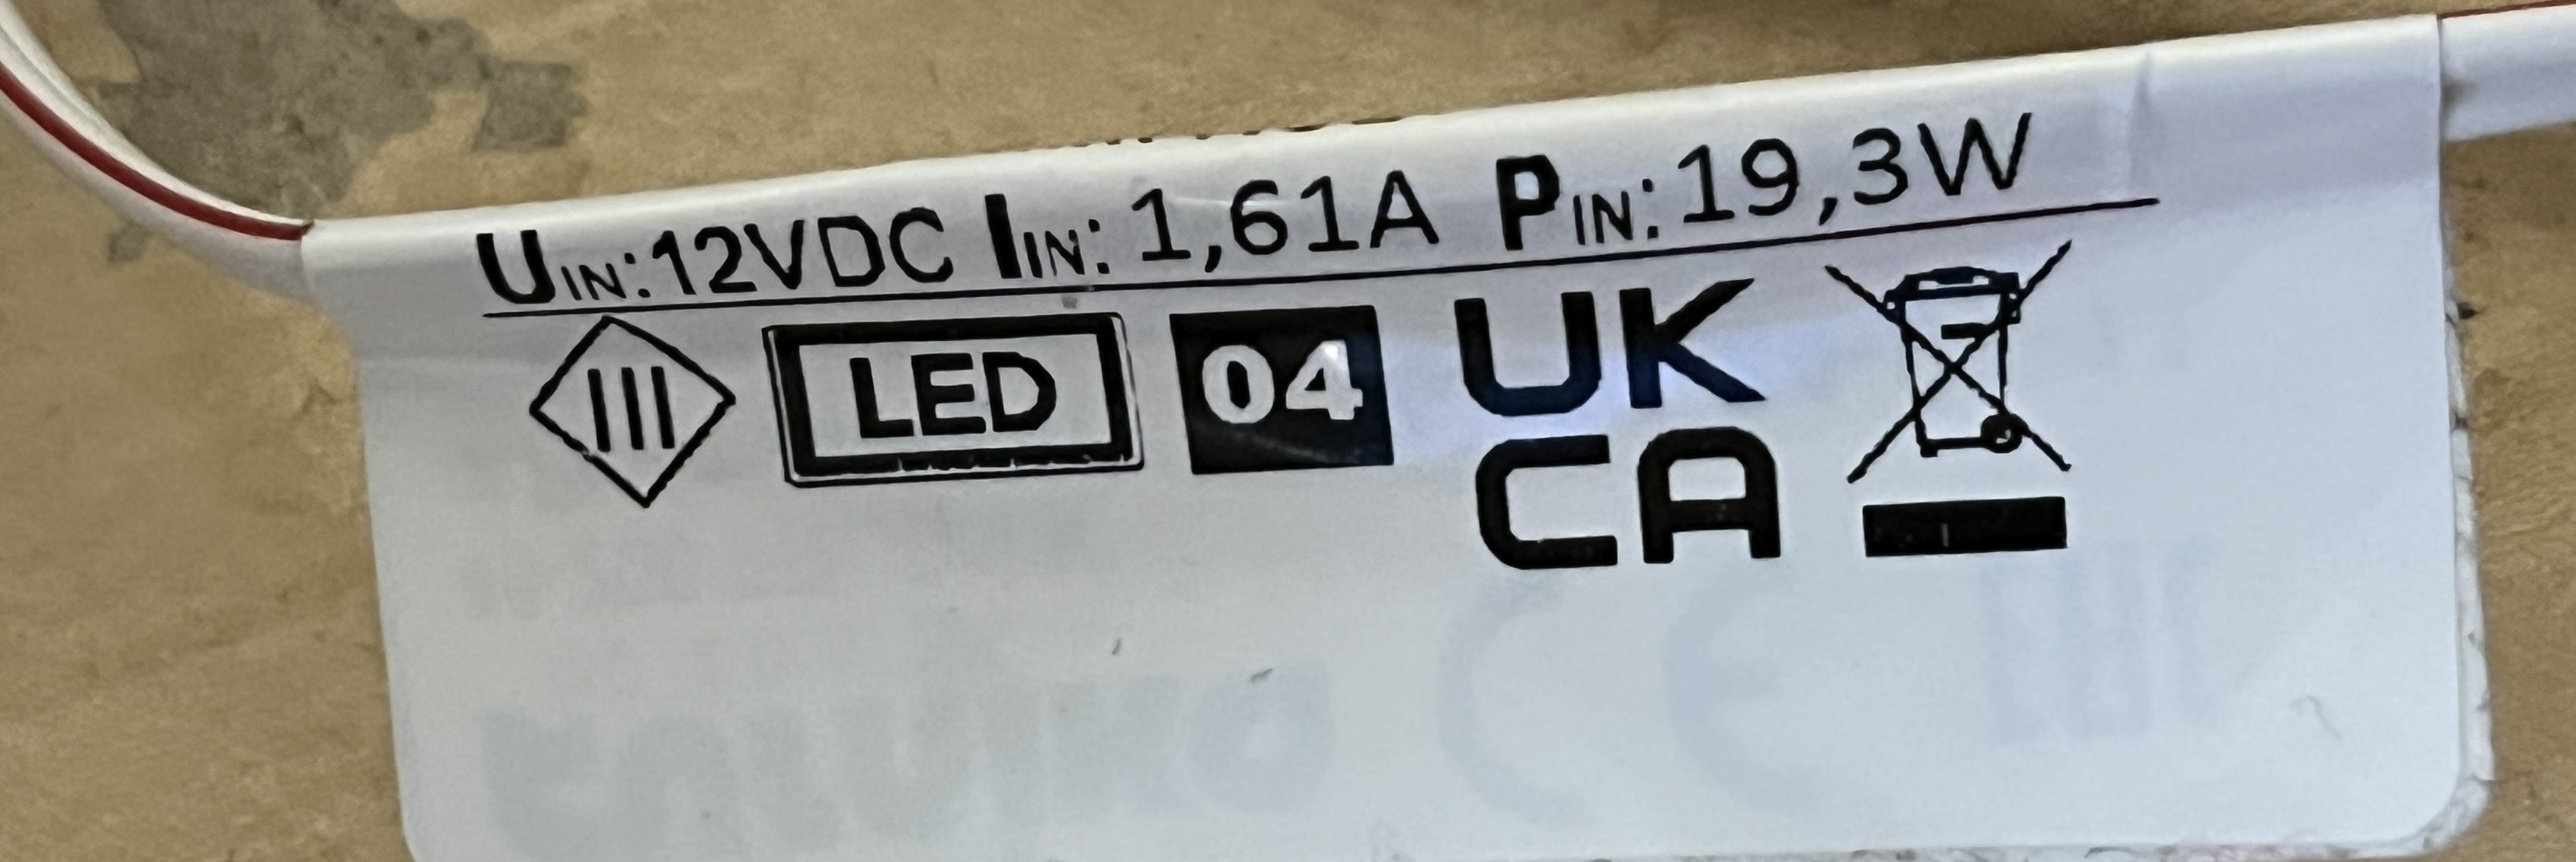 UIN:12VDC IIN: 1,61A PIN:19,3W
III LED 04 UK
CA